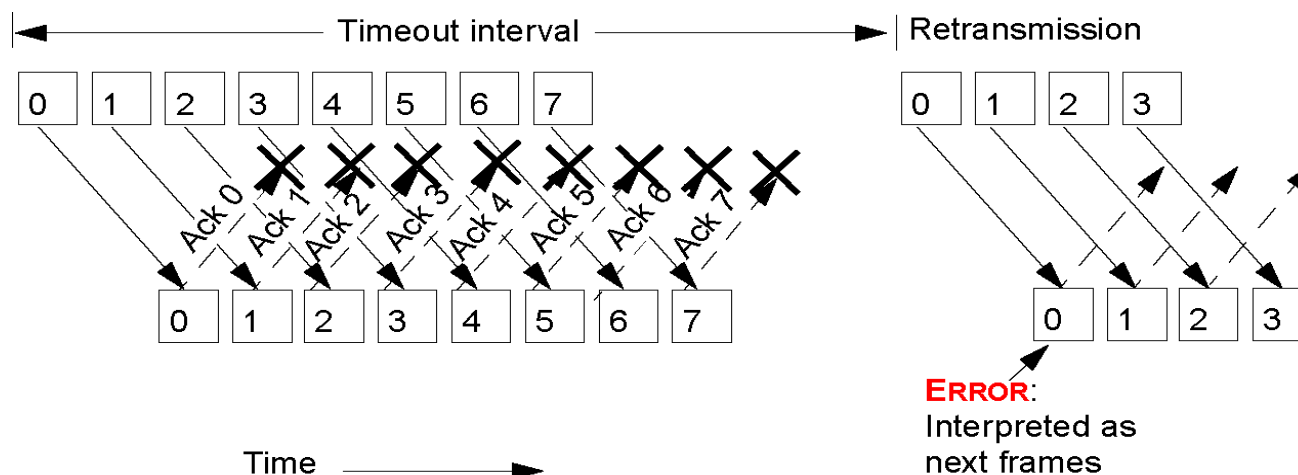 Timeout interval Retransmission
0 1 2 3 4 5 6 7 0 1 2 3
Ack 0 Ack 1 Ack 2 Ack 3 Ack 4 Ack 5 Ack 6 Ack 7
0 1 2 3 4 5 6 7 0 1 2 3
ERROR:
Interpreted as
next frames
Time